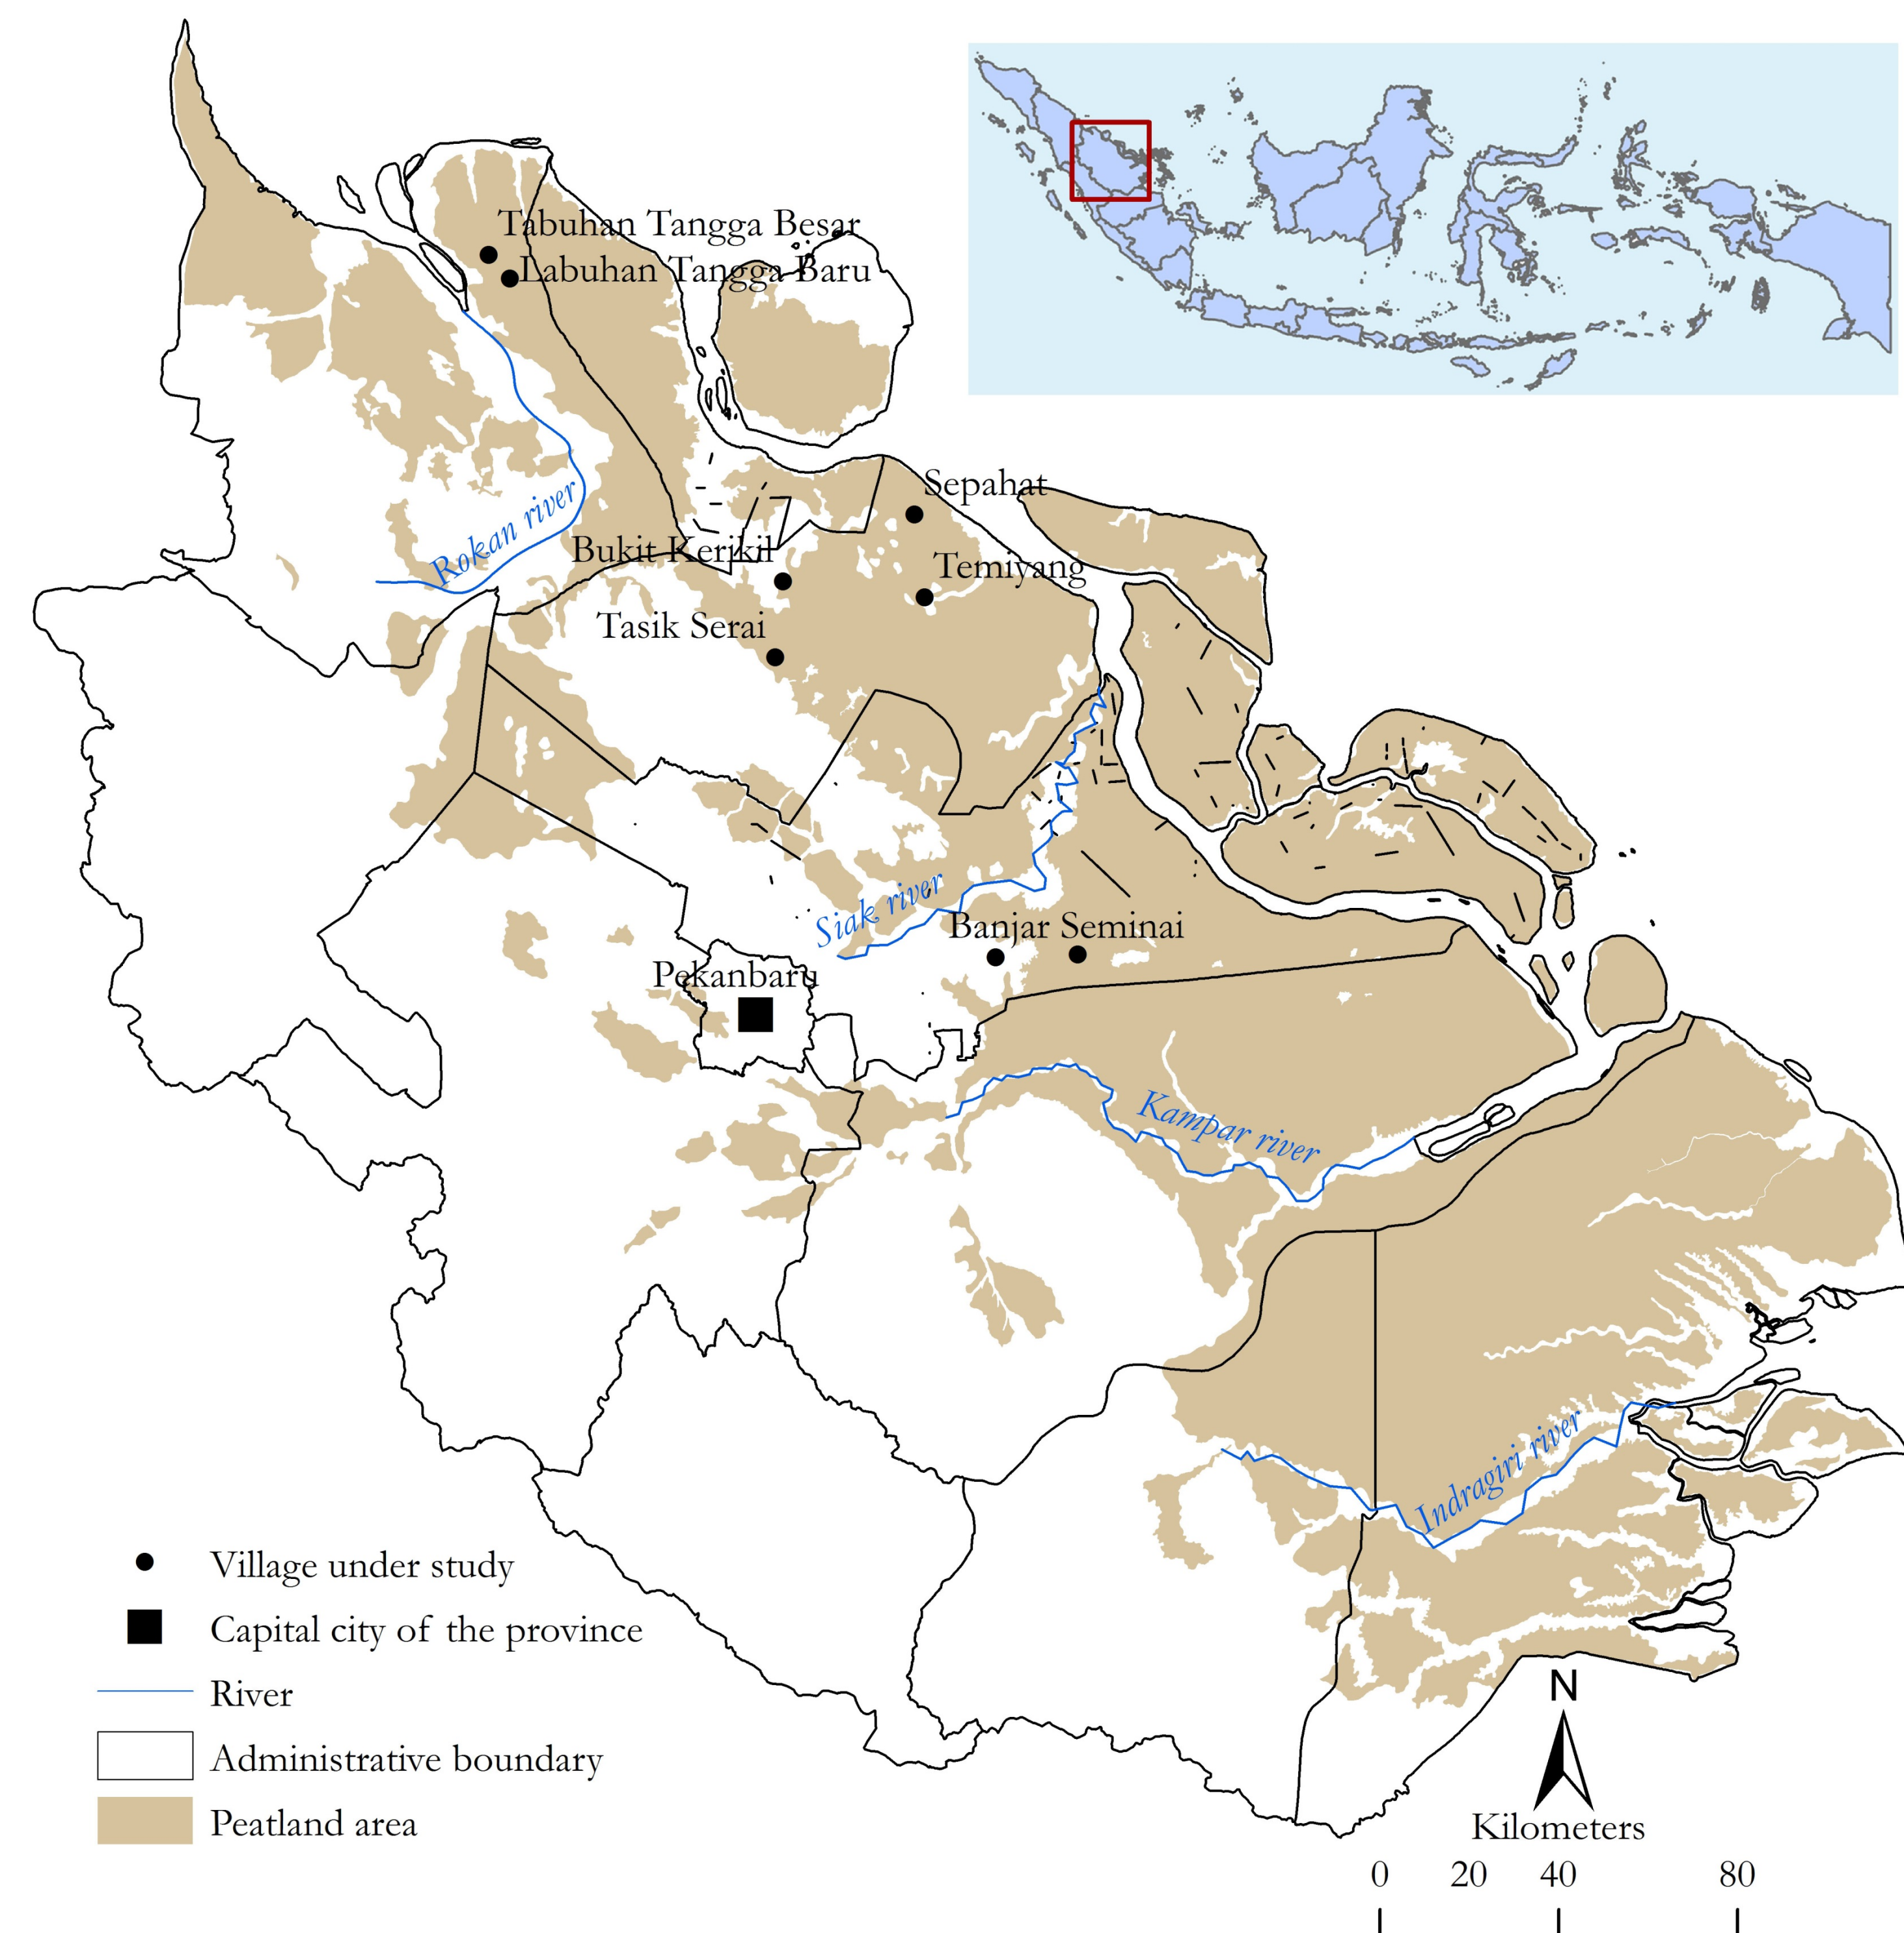 Tabuhan Tangga Besar
Labuhan Tangga Baru
Sepahat
Rokan river
Bukit Kerikil
Temiyang
Tasik Serai
Siak river
Banjar Seminai
Pekanbaru
Kampar river
Indragiri river
Village under study
Capital city of the province
River
Administrative boundary
Peatland area
N
Kilometers
0 20 40 80